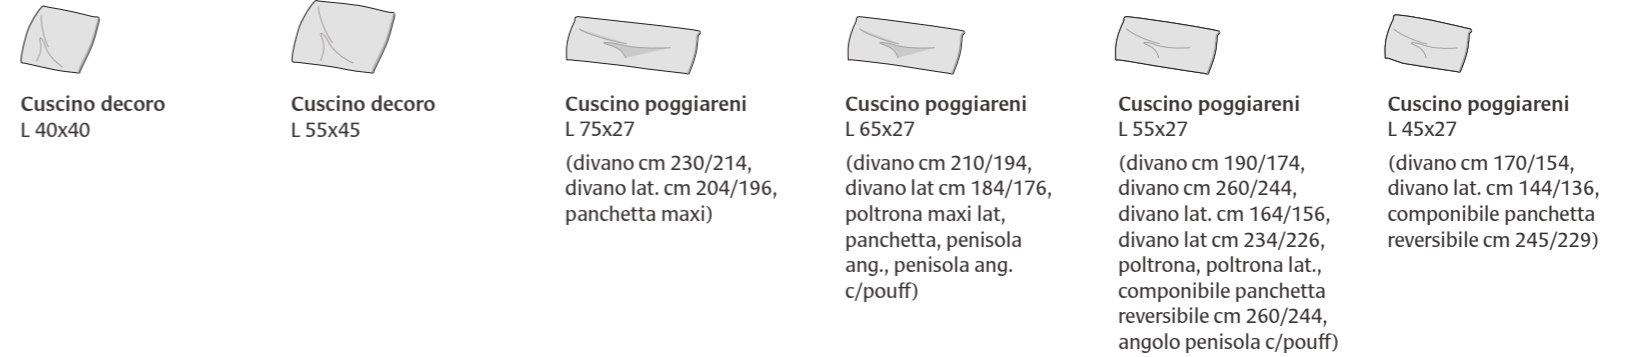 Cuscino decoro
L 40x40
Cuscino decoro
L 55x45
Cuscino poggiareni
L 75x27
(divano cm 230/214,
divano lat. cm 204/196,
panchetta maxi)
Cuscino poggiareni
L 65x27
(divano cm 210/194,
divano lat cm 184/176,
poltrona maxi lat,
panchetta, penisola
ang., penisola ang.
c/pouff)
Cuscino poggiareni
L 55x27
(divano cm 190/174,
divano cm 260/244,
divano lat. cm 164/156,
divano lat cm 234/226,
poltrona, poltrona lat.,
componibile panchetta
reversibile cm 260/244,
angolo penisola c/pouff)
Cuscino poggiareni
L 45x27
(divano cm 170/154,
divano lat. cm 144/136,
componibile panchetta
reversibile cm 245/229)